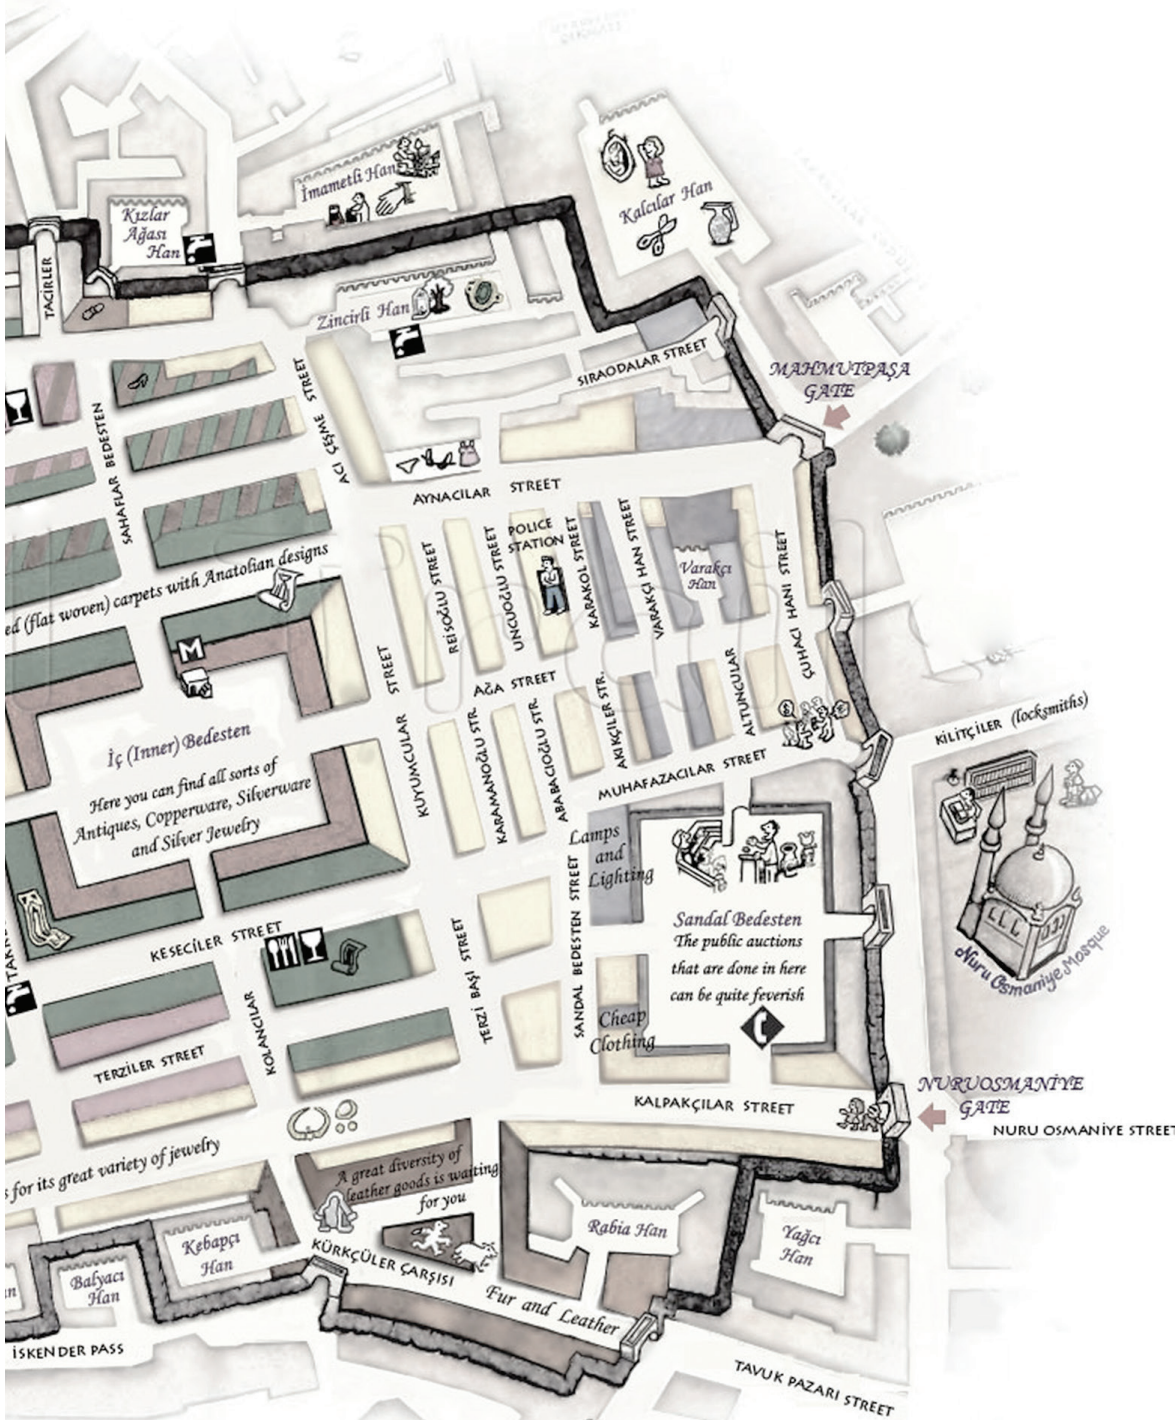 İmametli Han
Kalcılar Han
Kızlar
Ağası
Han
TACİRLER
Zincirli Han
SIRAODALAR STREET
MAHMUTPAŞA
GATE
ACI ÇEŞME STREET
SAHAFLAR BEDESTEN
AYNACILAR STREET
POLICE
STATION
REİSOĞLU STREET
UNCUOĞLU STREET
KARAKOL STREET
VARAKÇI HAN STREET
Varakçı
Han
ÇUHACI HANI STREET
ed (flat woven) carpets with Anatolian designs
M
AĞA STREET
KUYUMCULAR STREET
KARAMANOĞLU STR.
ABABACIOĞLU STR.
AKIKÇILER STR.
ALTUNCULAR
MUHAFAZACILAR STREET
KİLİTÇİLER (locksmiths)
İç (Inner) Bedesten
Here you can find all sorts of
Antiques, Copperware, Silverware
and Silver Jewelry
Lamps
and
Lighting
SANDAL BEDESTEN STREET
Sandal Bedesten
The public auctions
that are done in here
can be quite feverish
Nuru Osmaniye Mosque
KESECİLER STREET
TERZİ BAŞI STREET
Cheap
Clothing
KOLANCILAR
TERZİLER STREET
KALPAKÇILAR STREET
NURUOSMANİYE
GATE
NURU OSMANİYE STREET
s for its great variety of jewelry
A great diversity of
leather goods is waiting
for you
Kebapçı
Han
Balyacı
Han
KÜRKÇÜLER ÇARŞISI
Rabia Han
Yağcı
Han
Fur and Leather
İSKENDER PASS
TAVUK PAZARI STREET